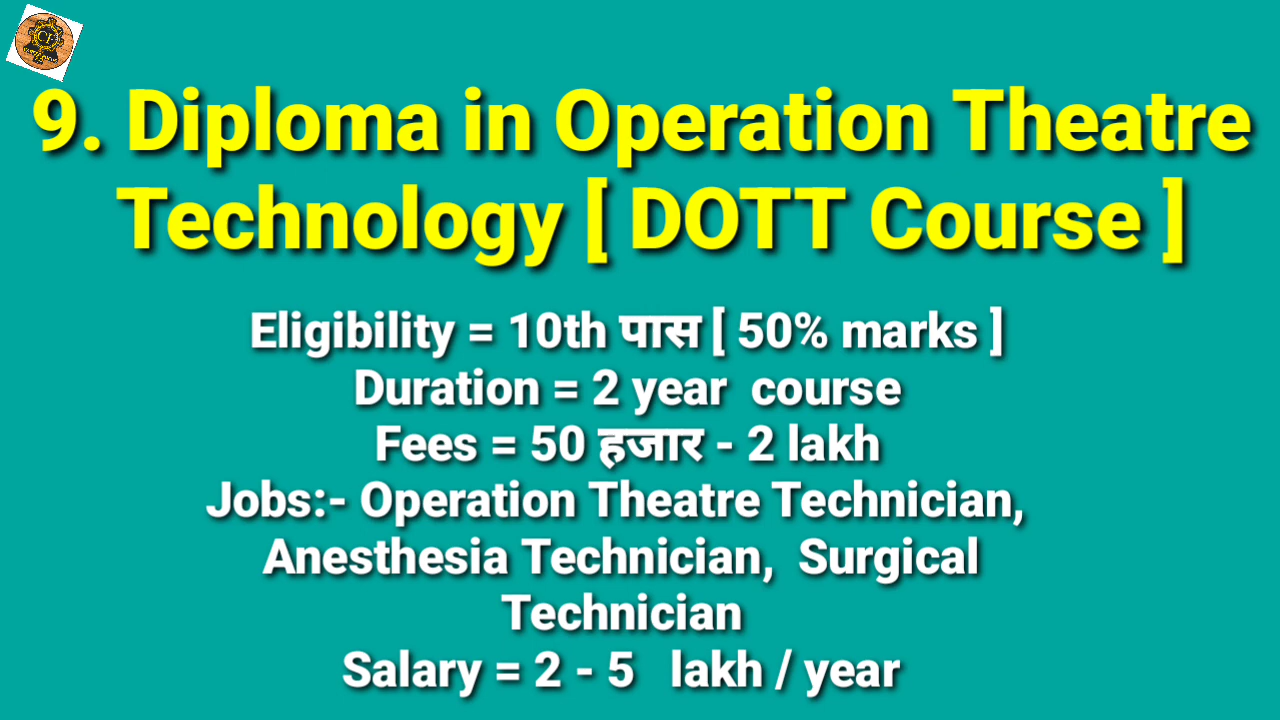 9. Diploma in Operation Theatre
Technology [ DOTT Course ]
Eligibility = 10th पास [ 50% marks ]
Duration = 2 year course
Fees = 50 हजार - 2 lakh
Jobs:- Operation Theatre Technician,
Anesthesia Technician, Surgical
Technician
Salary = 2 - 5 lakh / year